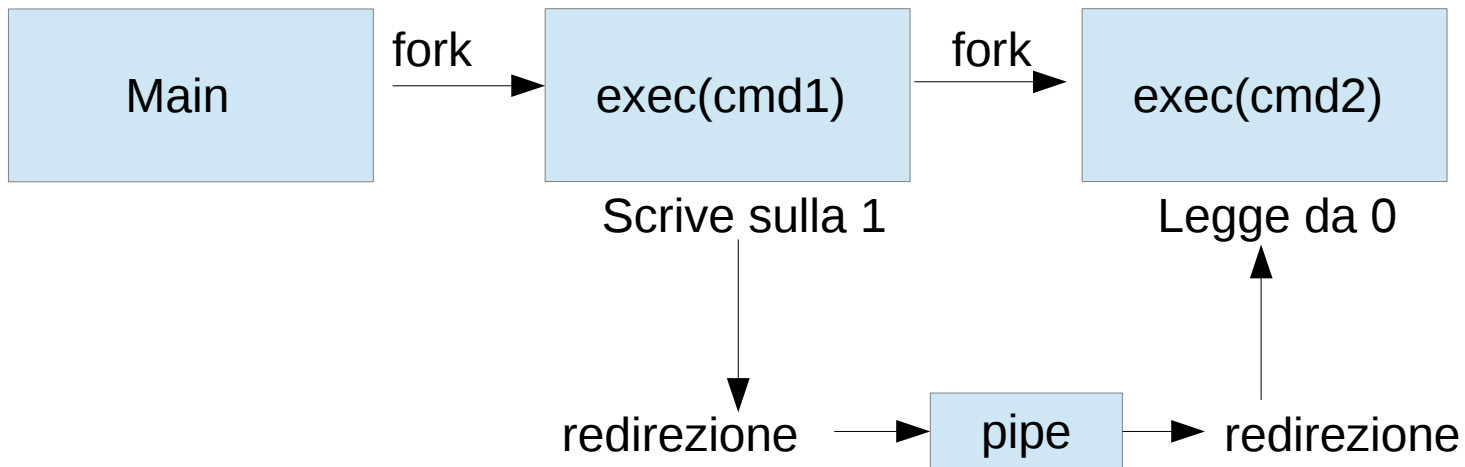 fork
fork
Main
exec(cmd1)
exec(cmd2)
Scrive sulla 1
Legge da 0
redirezione
pipe
redirezione